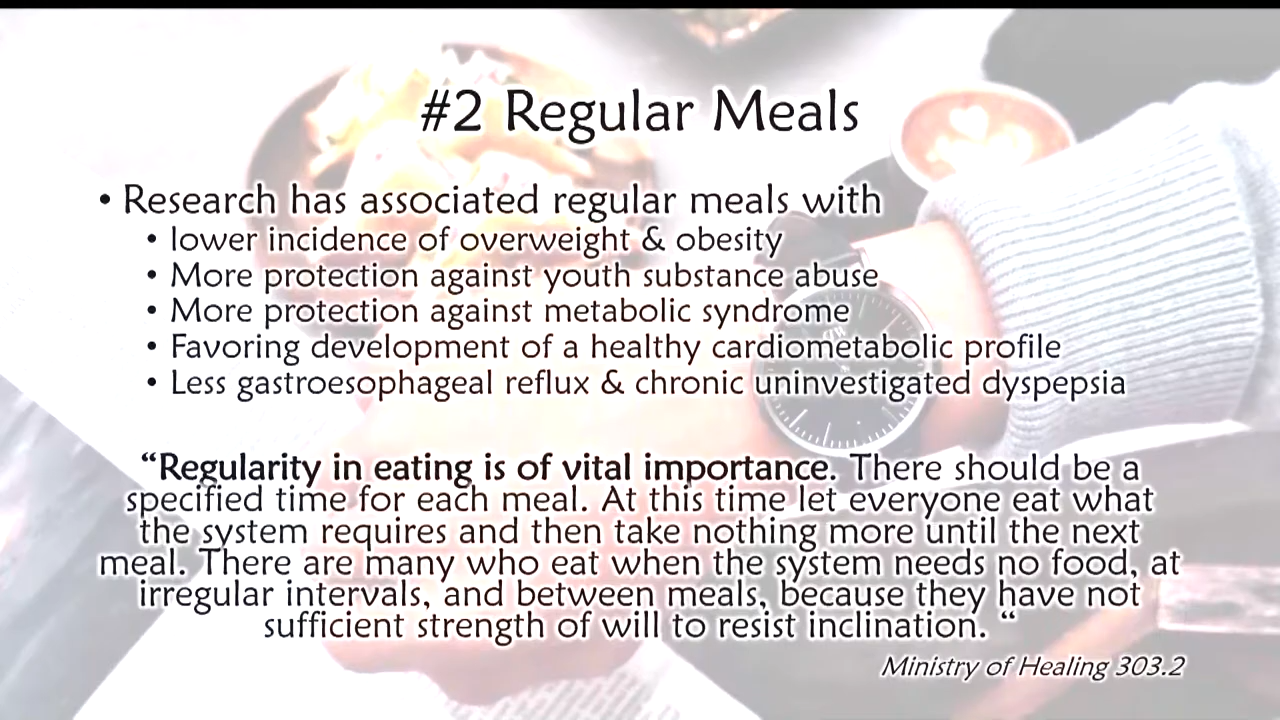 #2 Regular Meals
• Research has associated regular meals with
• lower incidence of overweight & obesity
• More protection against youth substance abuse
• More protection against metabolic syndrome
• Favoring development of a healthy cardiometabolic profile
• Less gastroesophageal reflux & chronic uninvestigated dyspepsia
“Regularity in eating is of vital importance. There should be a
specified time for each meal. At this time let everyone eat what
the system requires and then take nothing more until the next
meal. There are many who eat when the system needs no food, at
irregular intervals, and between meals, because they have not
sufficient strength of will to resist inclination. “
Ministry of Healing 303.2